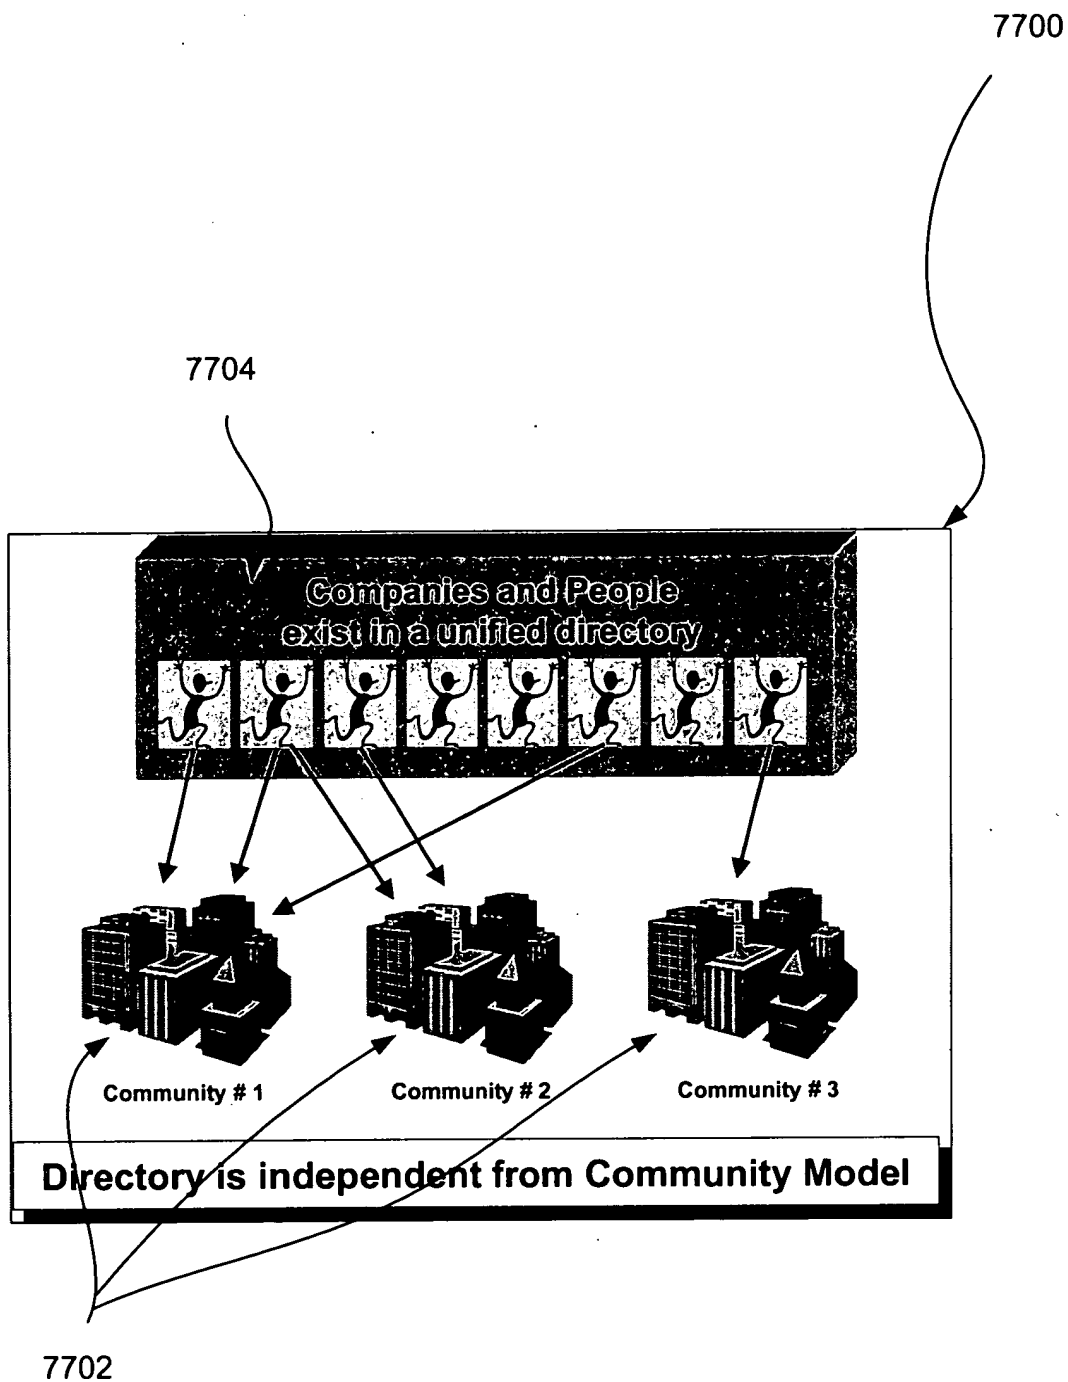 7700
7704
Companies and People
exist in a unified directory
Community # 1
Community # 2
Community # 3
Directory is independent from Community Model
7702